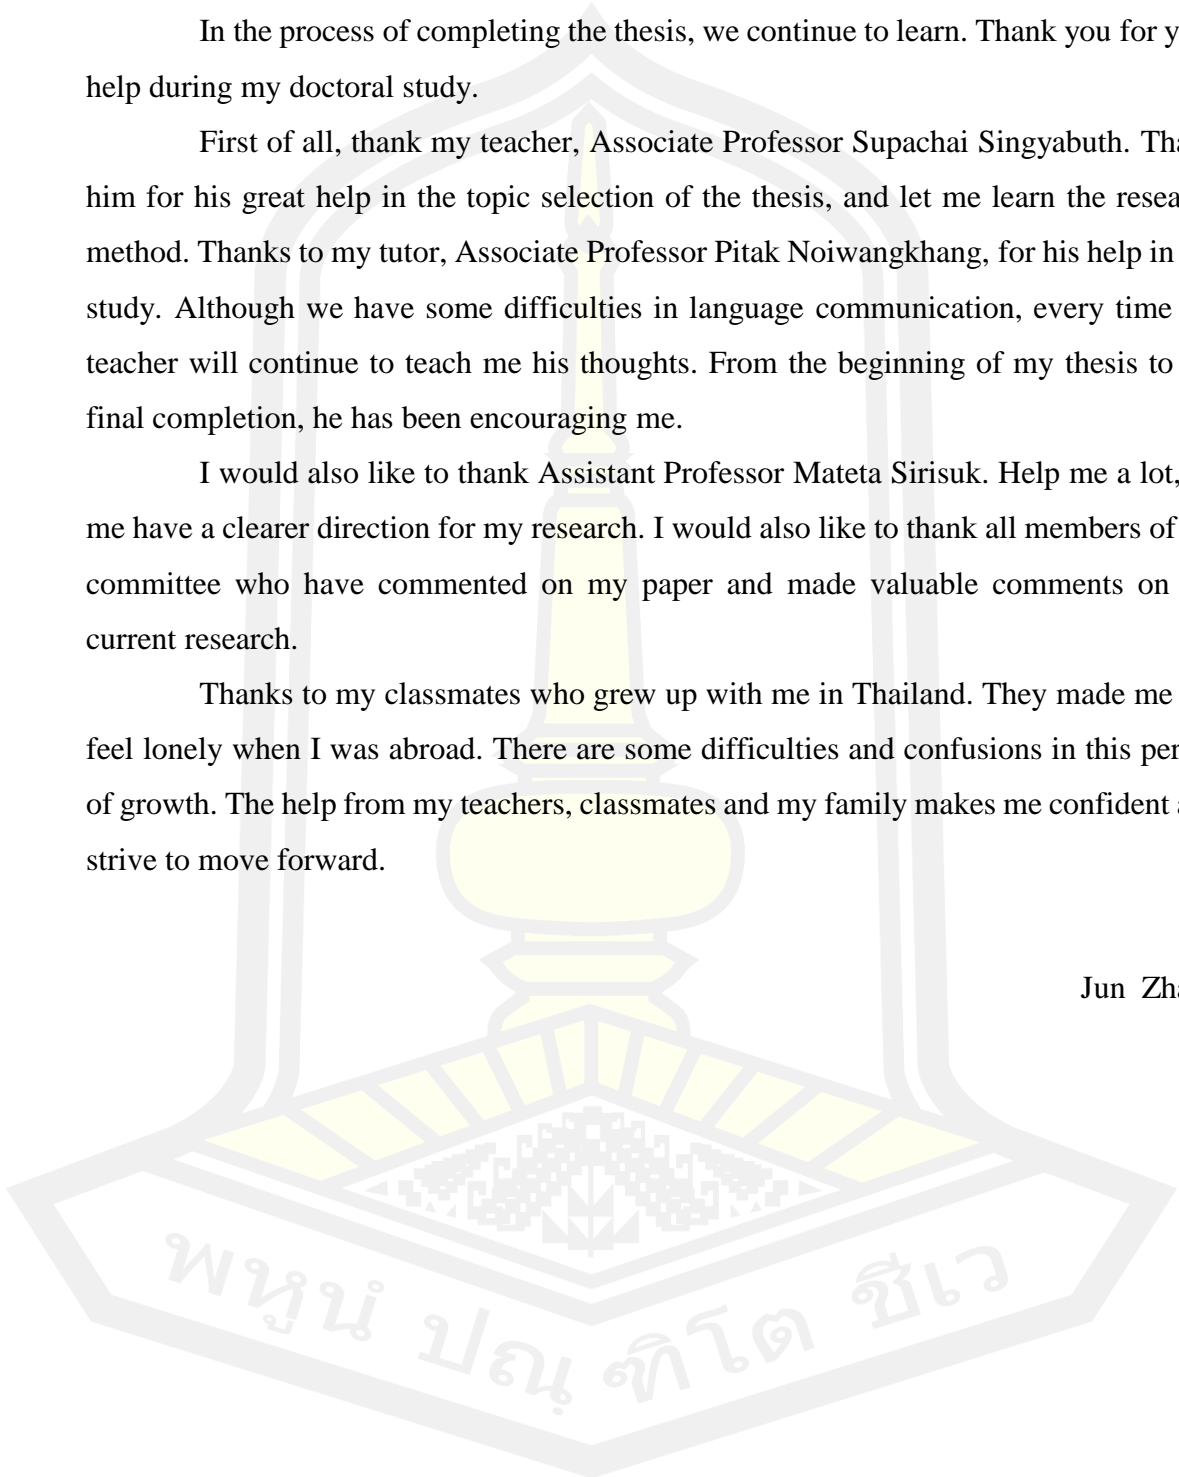 In the process of completing the thesis, we continue to learn. Thank you for y
help during my doctoral study.
First of all, thank my teacher, Associate Professor Supachai Singyabuth. Tha
him for his great help in the topic selection of the thesis, and let me learn the resea
method. Thanks to my tutor, Associate Professor Pitak Noiwangkhang, for his help in
study. Although we have some difficulties in language communication, every time
teacher will continue to teach me his thoughts. From the beginning of my thesis to
final completion, he has been encouraging me.
I would also like to thank Assistant Professor Mateta Sirisuk. Help me a lot,
me have a clearer direction for my research. I would also like to thank all members of
committee who have commented on my paper and made valuable comments on
current research.
Thanks to my classmates who grew up with me in Thailand. They made me
feel lonely when I was abroad. There are some difficulties and confusions in this per
of growth. The help from my teachers, classmates and my family makes me confident a
strive to move forward.
Jun Zha
พหูนํ ปณฺ ฑิโต ชีเว